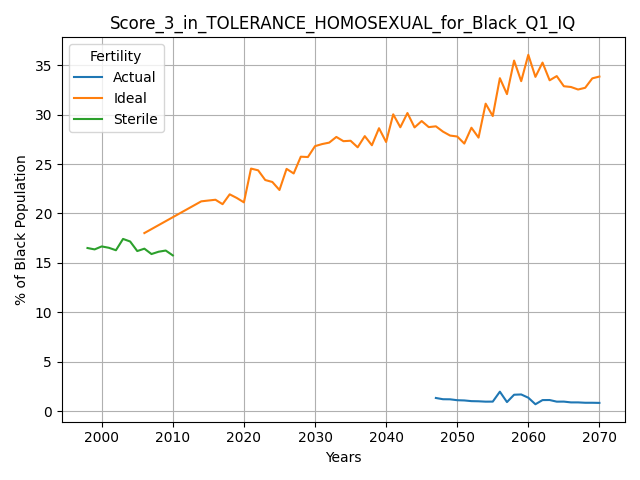 Score_3_in_TOLERANCE_HOMOSEXUAL_for_Black_Q1_IQ
Fertility
Actual
Ideal
Sterile
% of Black Population
35
30
25
20
15
10
5
0
2000 2010 2020 2030 2040 2050 2060 2070
Years